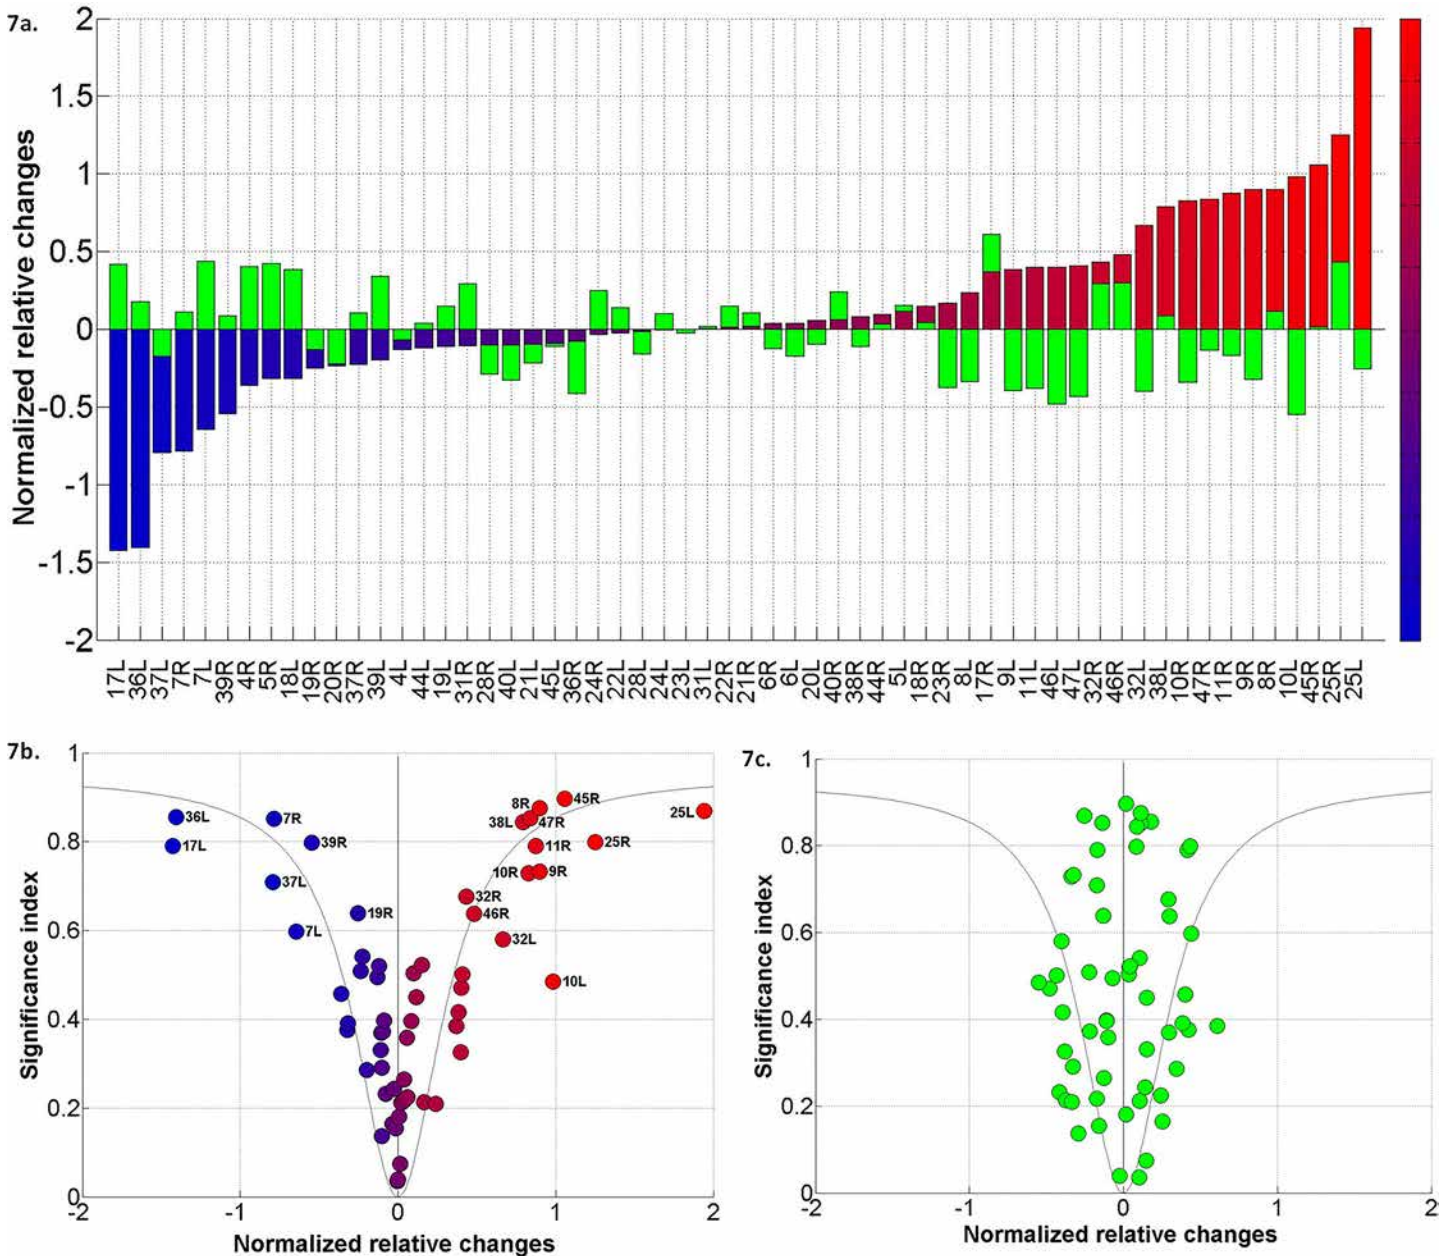 7a.
Normalized relative changes
2
1.5
1
0.5
0
-0.5
-1
-1.5
-2
17L
36L
37L
7R
7L
39R
4R
5R
18L
19R
20R
37R
39L
4L
44L
19L
31R
28R
40L
21L
45L
36R
24R
22L
28L
24L
23L
31L
22R
21R
6R
6L
20L
40R
38R
44R
5L
18R
23R
8L
17R
9L
11L
46L
47L
32R
46R
32L
38L
10R
47R
11R
9R
8R
10L
45R
25R
25L
7b.
Significance index
1
0.8
0.6
0.4
0.2
0
-2
-1
0
1
2
Normalized relative changes
36L
17L
7R
39R
37L
19R
7L
8R
45R
38L
47R
25L
11R
25R
10R
9R
32R
46R
32L
10L
7c.
Significance index
1
0.8
0.6
0.4
0.2
0
-2
-1
0
1
2
Normalized relative changes